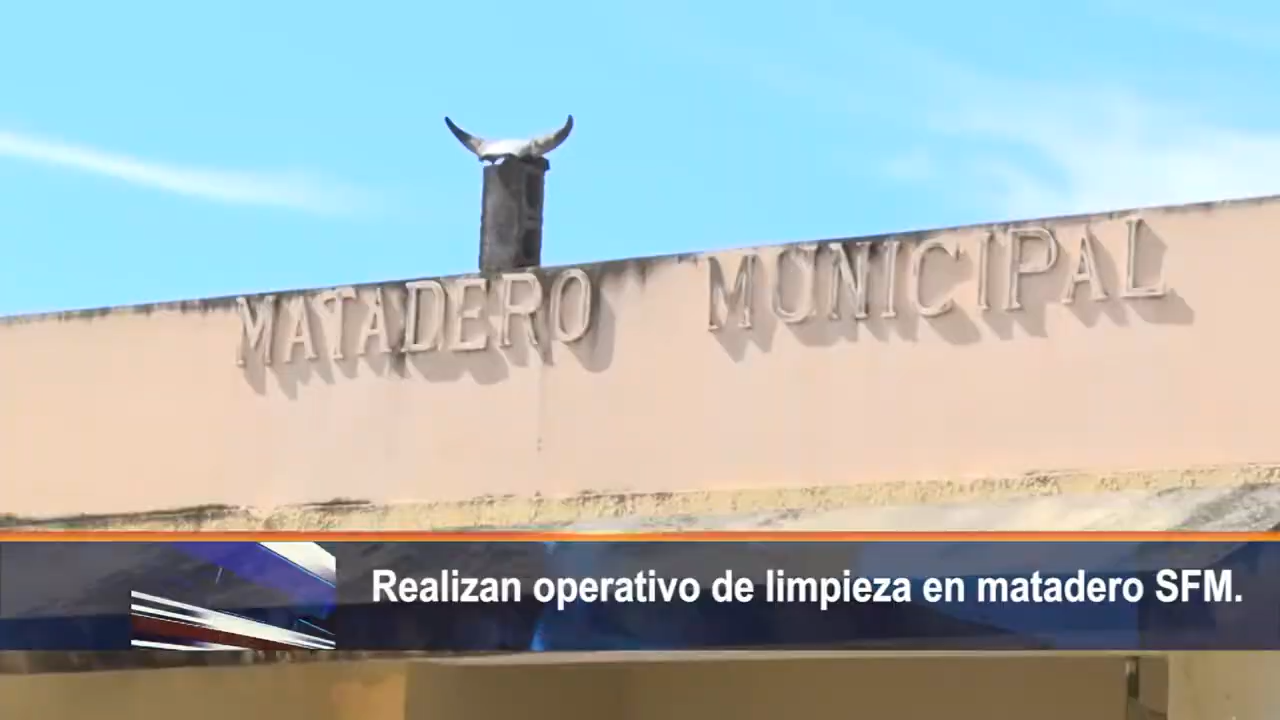 MATADERO MUNICIPAL
Realizan operativo de limpieza en matadero SFM.